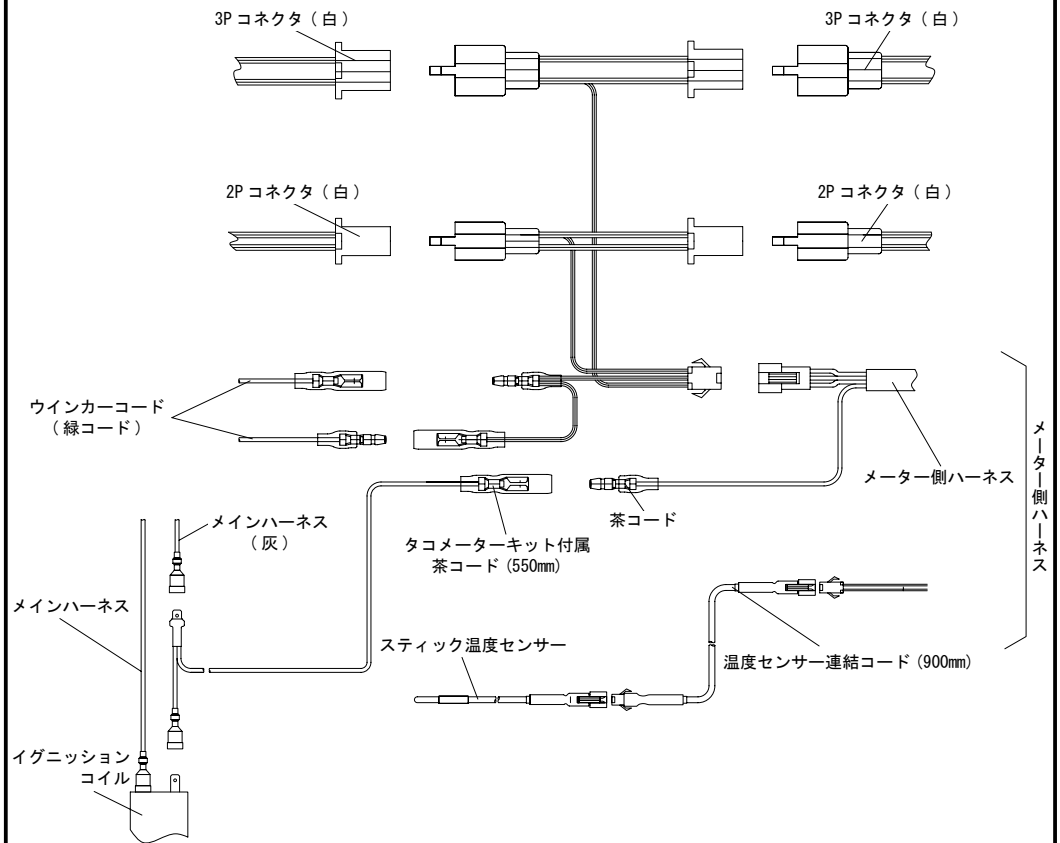 3P コネクタ ( 白 )
3P コネクタ ( 白 )
2P コネクタ ( 白 )
2P コネクタ ( 白 )
ウインカーコード
( 緑コード )
メーター側ハーネス
メーター側ハーネス
茶コード
タコメーターキット付属
茶コード (550mm)
メインハーネス
( 灰 )
メインハーネス
スティック温度センサー
温度センサー連結コード (900mm)
イグニッション
コイル